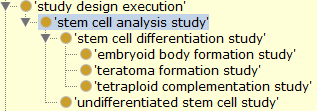 'study design execution'
'stem cell analysis study'
'stem cell differentiation study'
'embryoid body formation study'
'teratoma formation study'
'tetraploid complementation study'
'undifferentiated stem cell study'